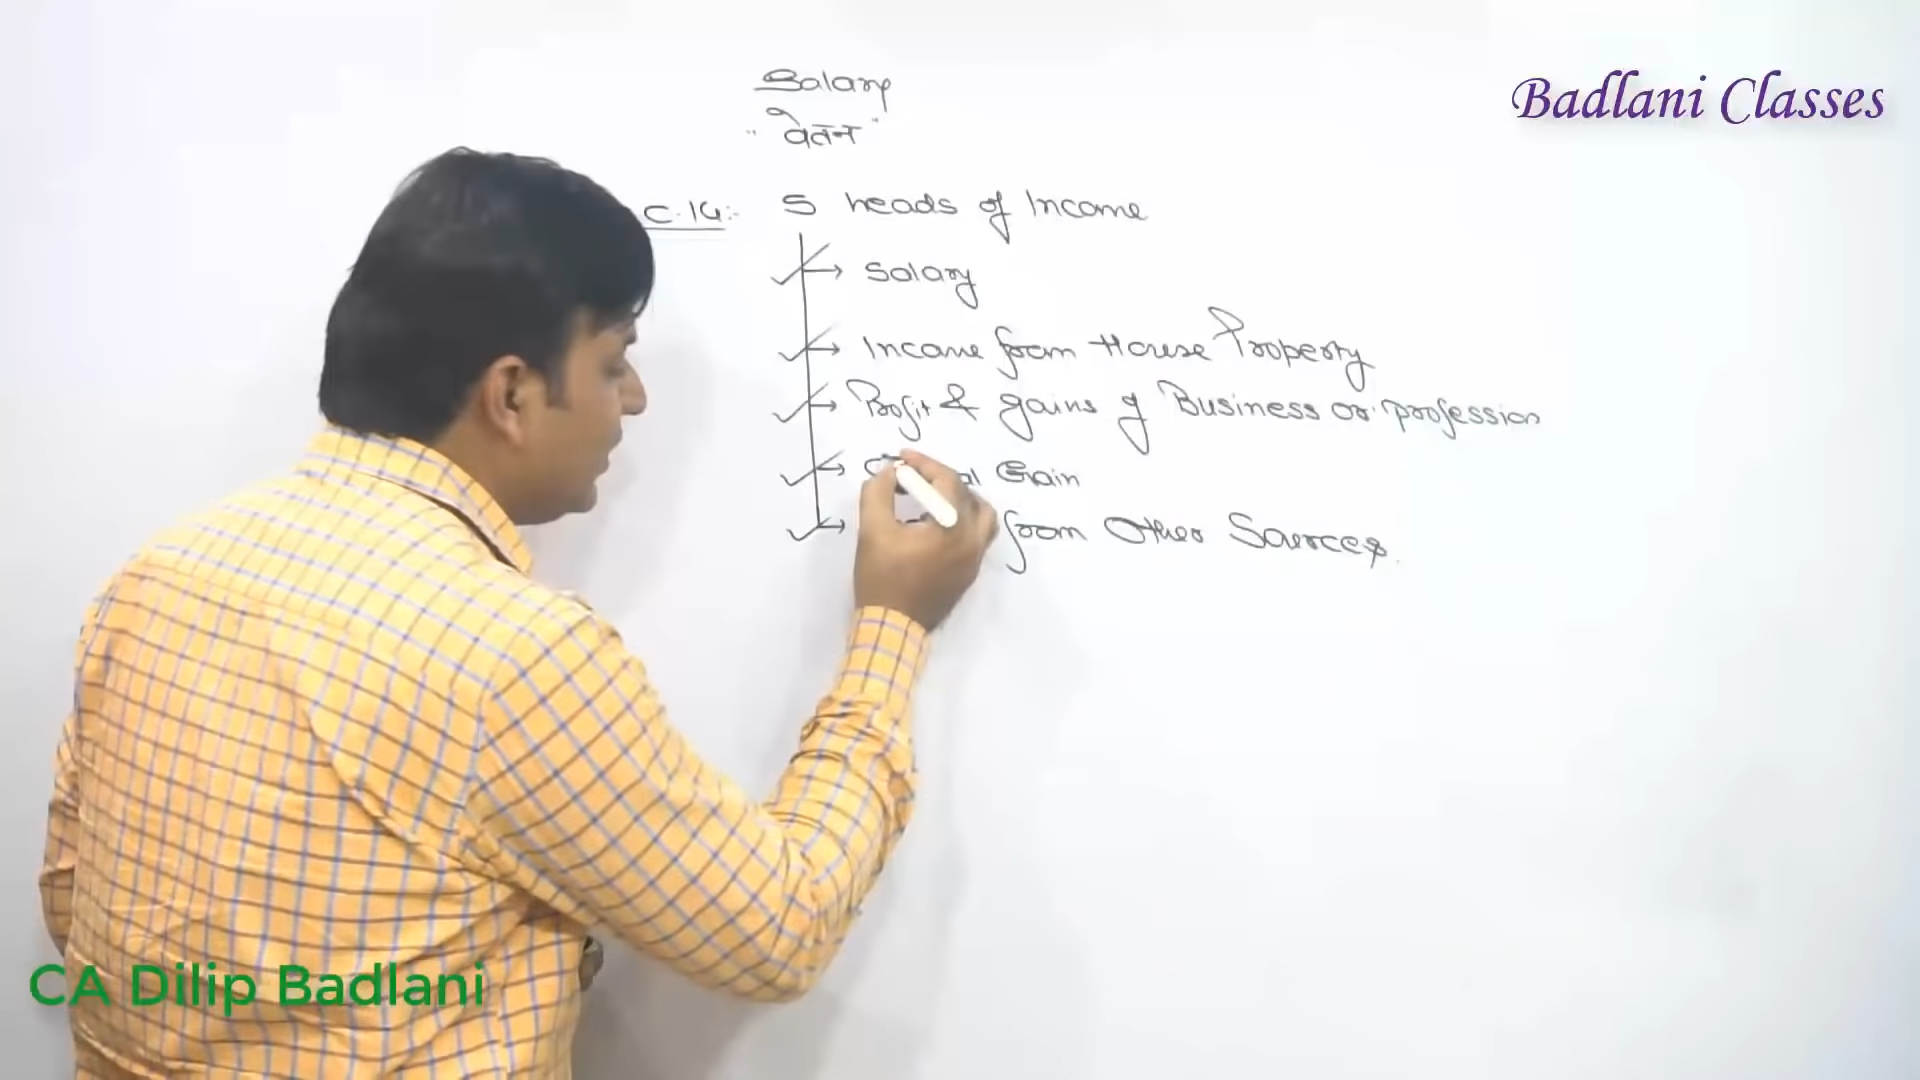 Salary
Badlani Classes
"वेतन"
C. 14:- 5 heads of Income
→ Salary
→ Income from House Property
→ Profit & gains of Business or profession
→ Gain
→ from Other Sources
CA Dilip Badlani